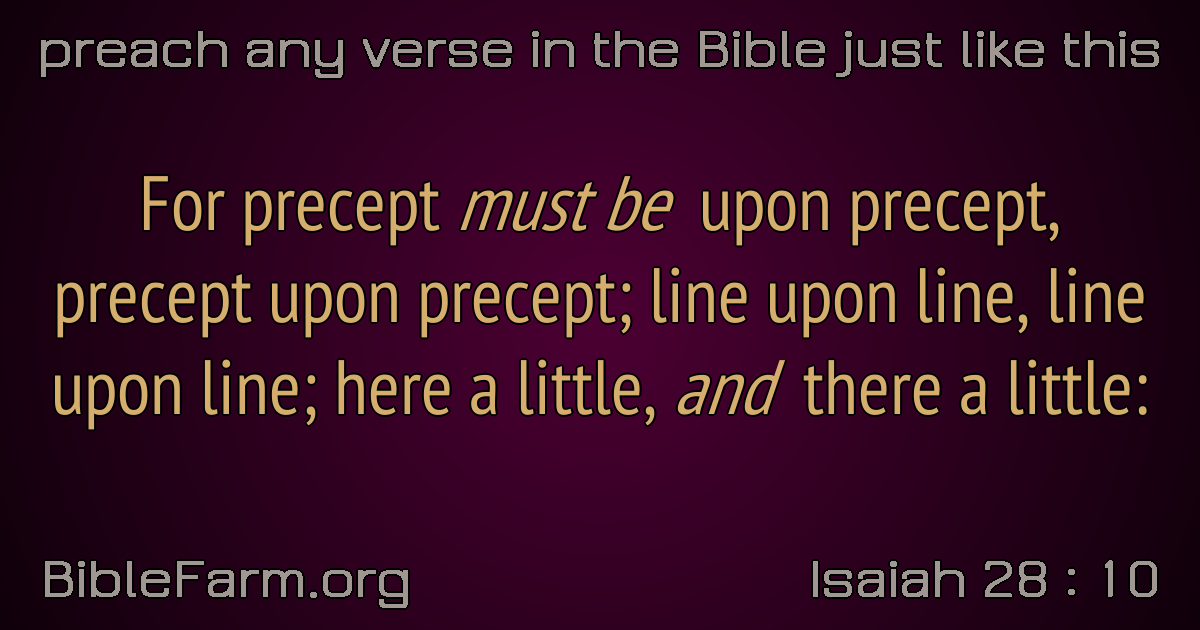 preach any verse in the Bible just like this
For precept must be upon precept,
precept upon precept; line upon line, line
upon line; here a little, and there a little:
BibleFarm.org
Isaiah 28 : 10